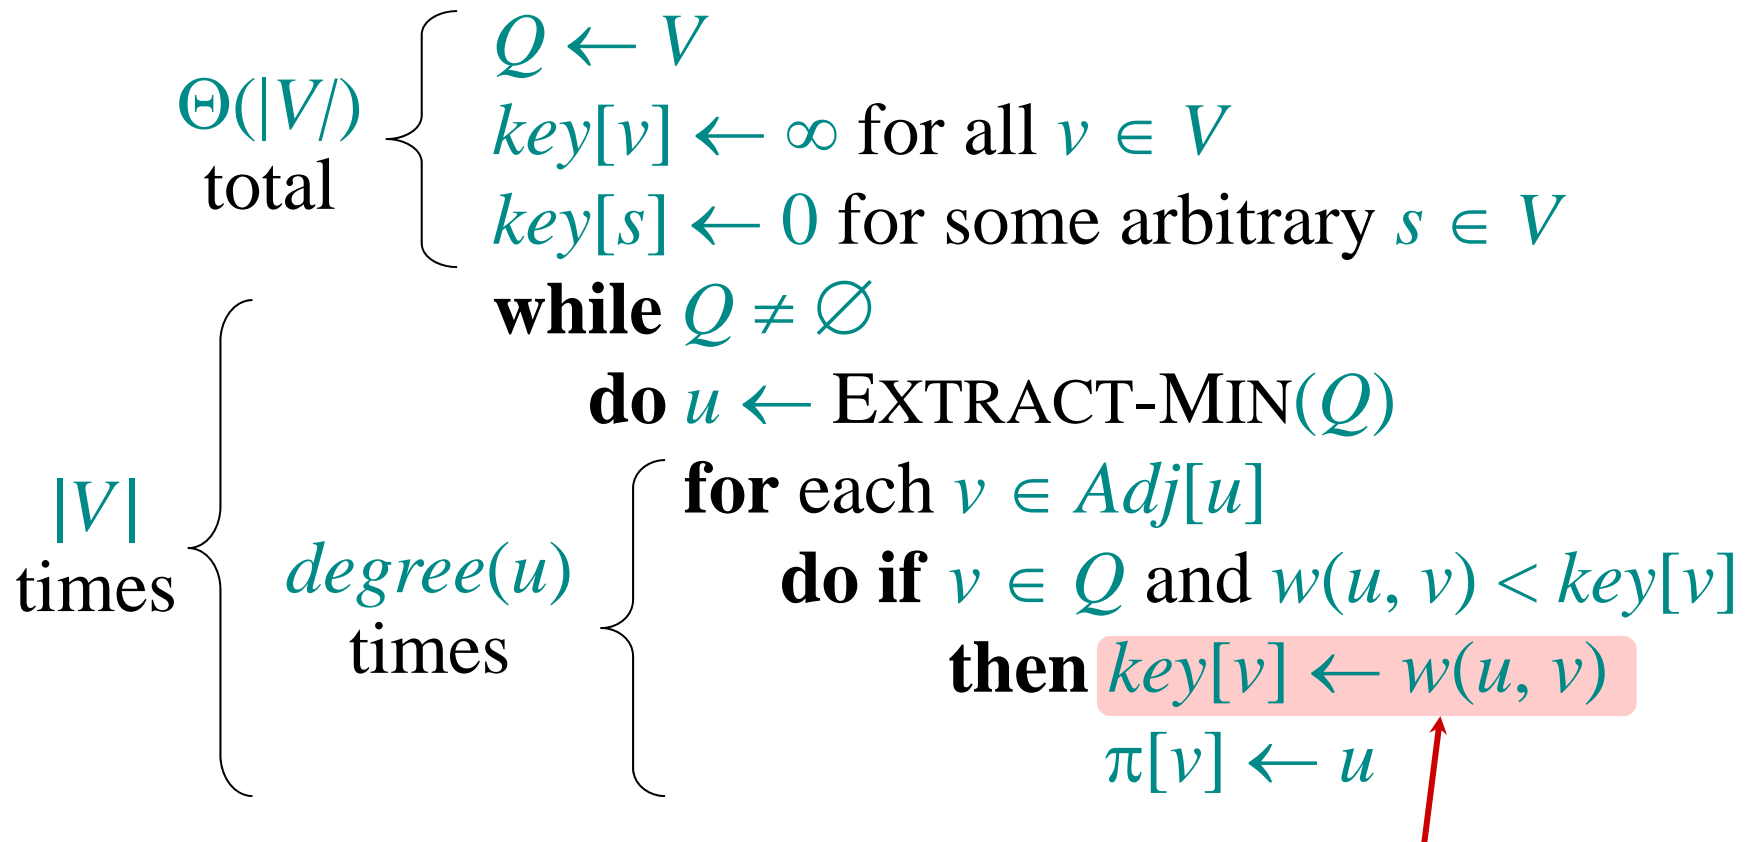 Θ(|V/)
total
Q ← V
key[v] ← ∞ for all v ∈ V
key[s] ← 0 for some arbitrary s ∈ V
|V|
times
while Q ≠ ∅
do u ← EXTRACT-MIN(Q)
degree(u)
times
for each v ∈ Adj[u]
do if v ∈ Q and w(u, v) < key[v]
then key[v] ← w(u, v)
π[v] ← u